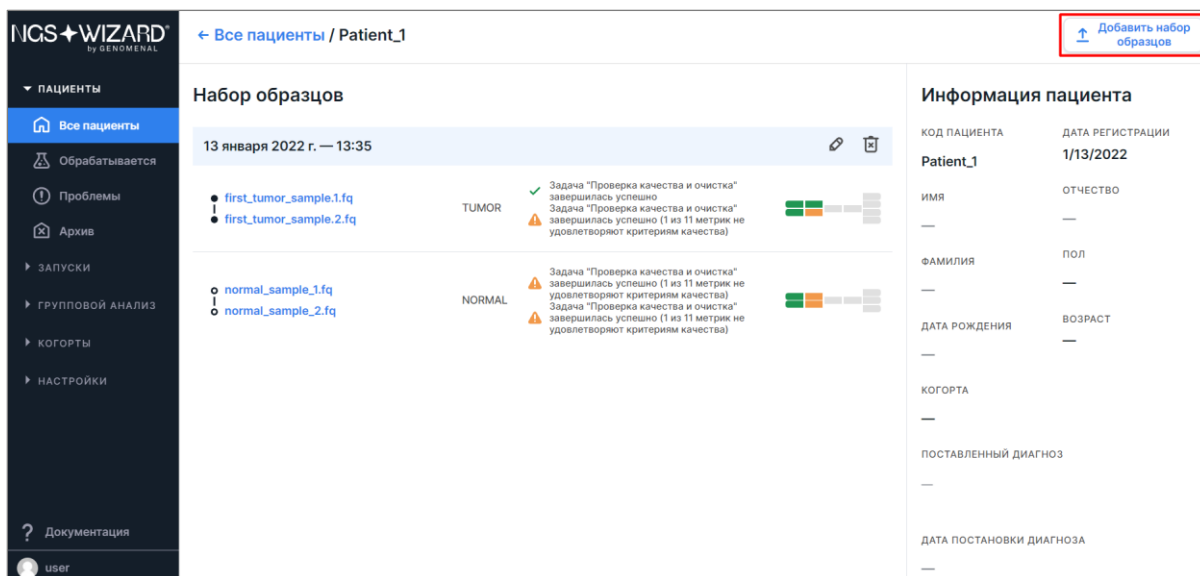 NGS WIZARD®
by GENOMENAL
ПАЦИЕНТЫ
Все пациенты
Обрабатывается
Проблемы
Архив
ЗАПУСКИ
ГРУППОВОЙ АНАЛИЗ
КОГОРТЫ
НАСТРОЙКИ
Документация
user
← Все пациенты / Patient_1
Добавить набор
образцов
Набор образцов
13 января 2022 г. — 13:35
first_tumor_sample.1.fq
first_tumor_sample.2.fq
TUMOR
Задача "Проверка качества и очистка"
завершилась успешно
Задача "Проверка качества и очистка"
завершилась успешно (1 из 11 метрик не
удовлетворяют критериям качества)
normal_sample_1.fq
normal_sample_2.fq
NORMAL
Задача "Проверка качества и очистка"
завершилась успешно (1 из 11 метрик не
удовлетворяют критериям качества)
Задача "Проверка качества и очистка"
завершилась успешно (1 из 11 метрик не
удовлетворяют критериям качества)
Информация пациента
КОД ПАЦИЕНТА
Patient_1
ДАТА РЕГИСТРАЦИИ
1/13/2022
ИМЯ
—
ОТЧЕСТВО
—
ФАМИЛИЯ
—
ПОЛ
—
ДАТА РОЖДЕНИЯ
—
ВОЗРАСТ
—
КОГОРТА
—
ПОСТАВЛЕННЫЙ ДИАГНОЗ
—
ДАТА ПОСТАНОВКИ ДИАГНОЗА
—